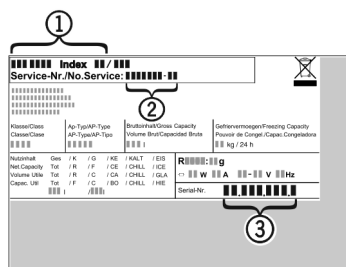 1
Index /
Service-Nr./No.Service: -
2
Klasse/Class
Classe/Clase
Ap-Typ/AP-Type
AP-Type/AP-Tipo
Bruttoinhalt/Gross Capacity
Volume Brut/Capacidad Bruta
l
Gefriervermoegen/Freezing Capacity
Pouvoir de Congel./Capac.Congeladora
kg / 24 h
Nutzinhalt Ges / K / G / KE / KALT / EIS
Net.Capacity Tot / R / F / CE / CHILL / ICE
Volume Utile Tot / R / C / CA / CHILL / GLA
Capac. Util Tot / F / C / BO / CHILL / HIE
l / l
R : g
W A - V Hz
Serial-Nr. . . .
3